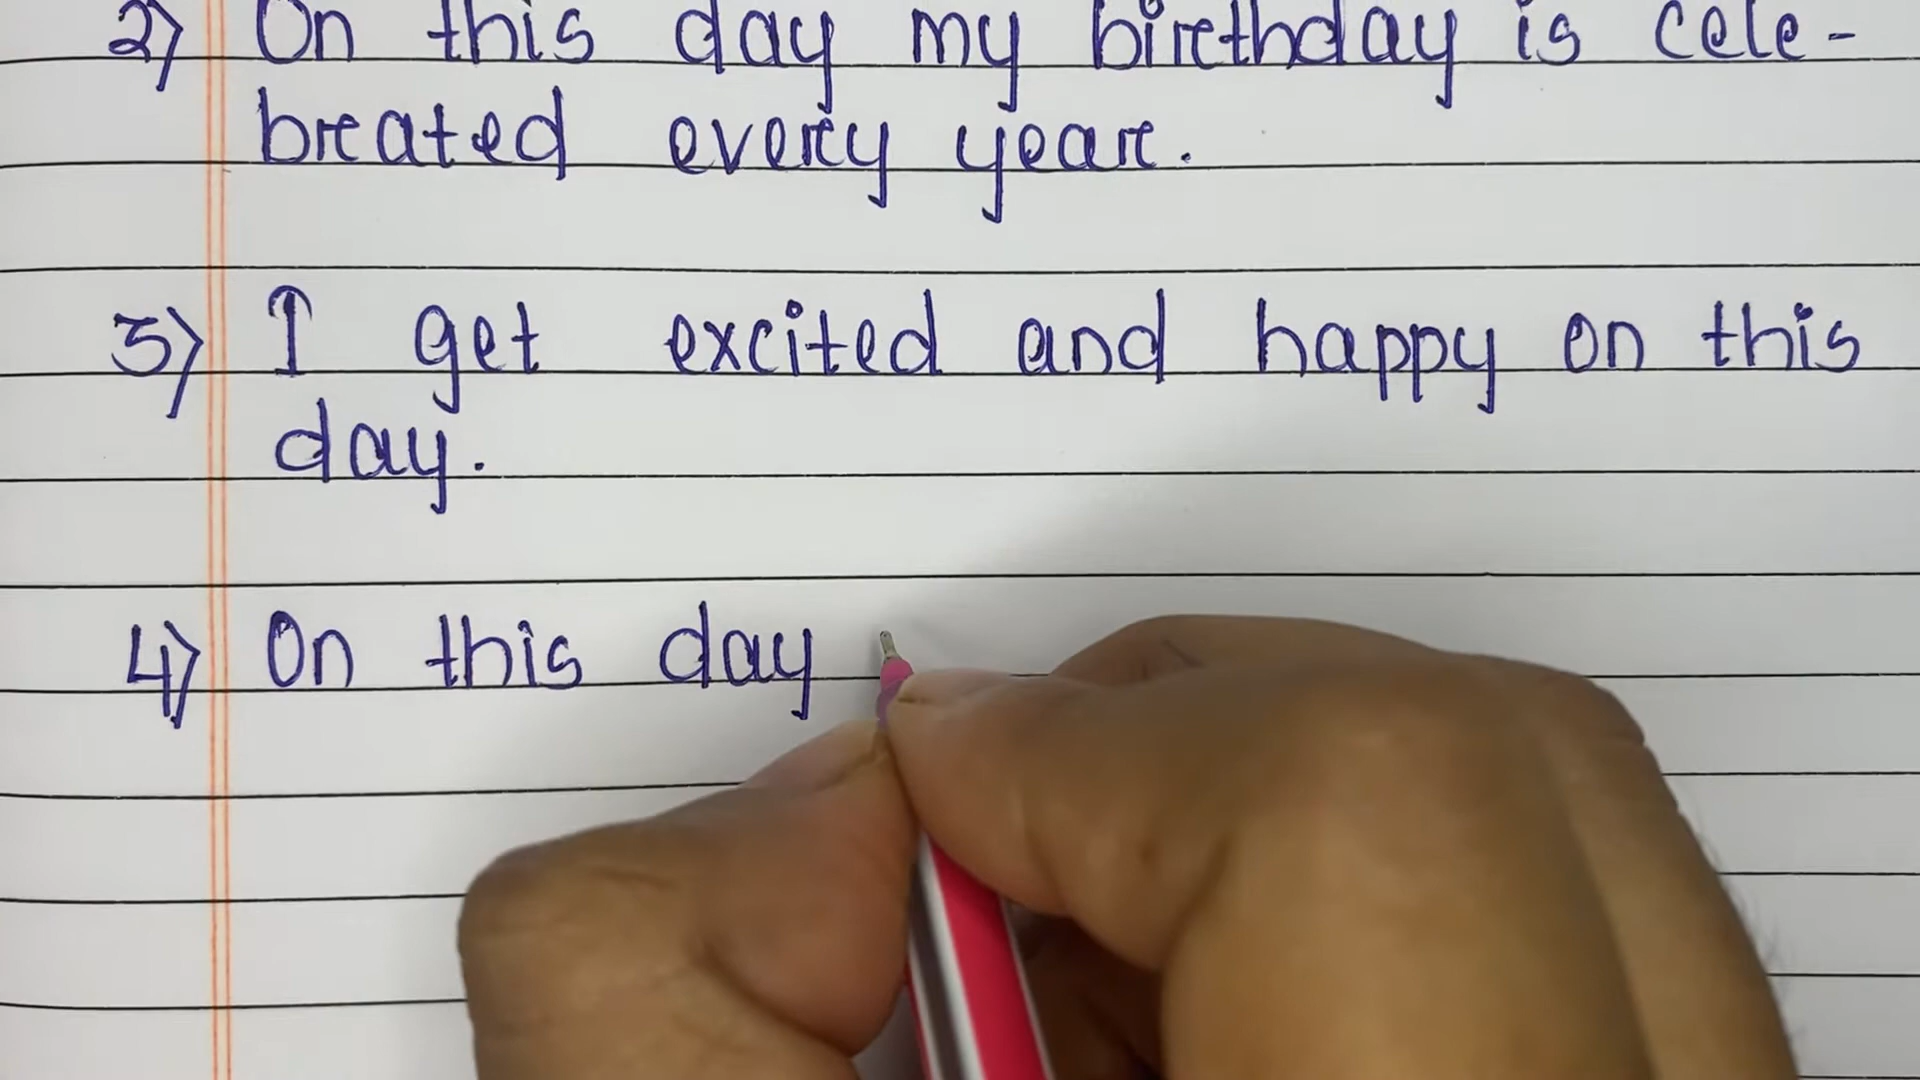 2) On this day my birthday is cele-
brated every year.
3) I get excited and happy on this
day.
4) On this day